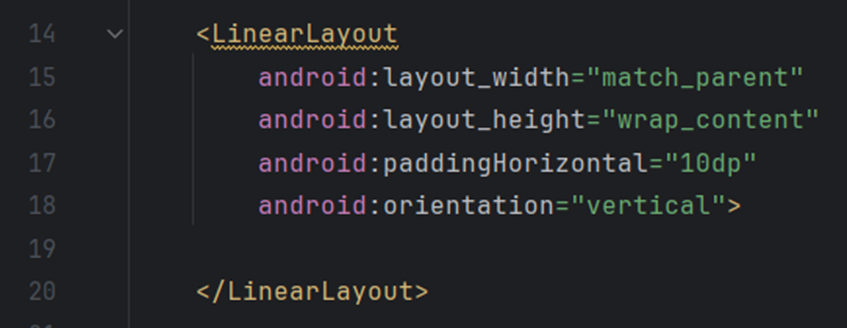 14 <LinearLayout
15 android:layout_width="match_parent"
16 android:layout_height="wrap_content"
17 android:paddingHorizontal="10dp"
18 android:orientation="vertical">
19
20 </LinearLayout>